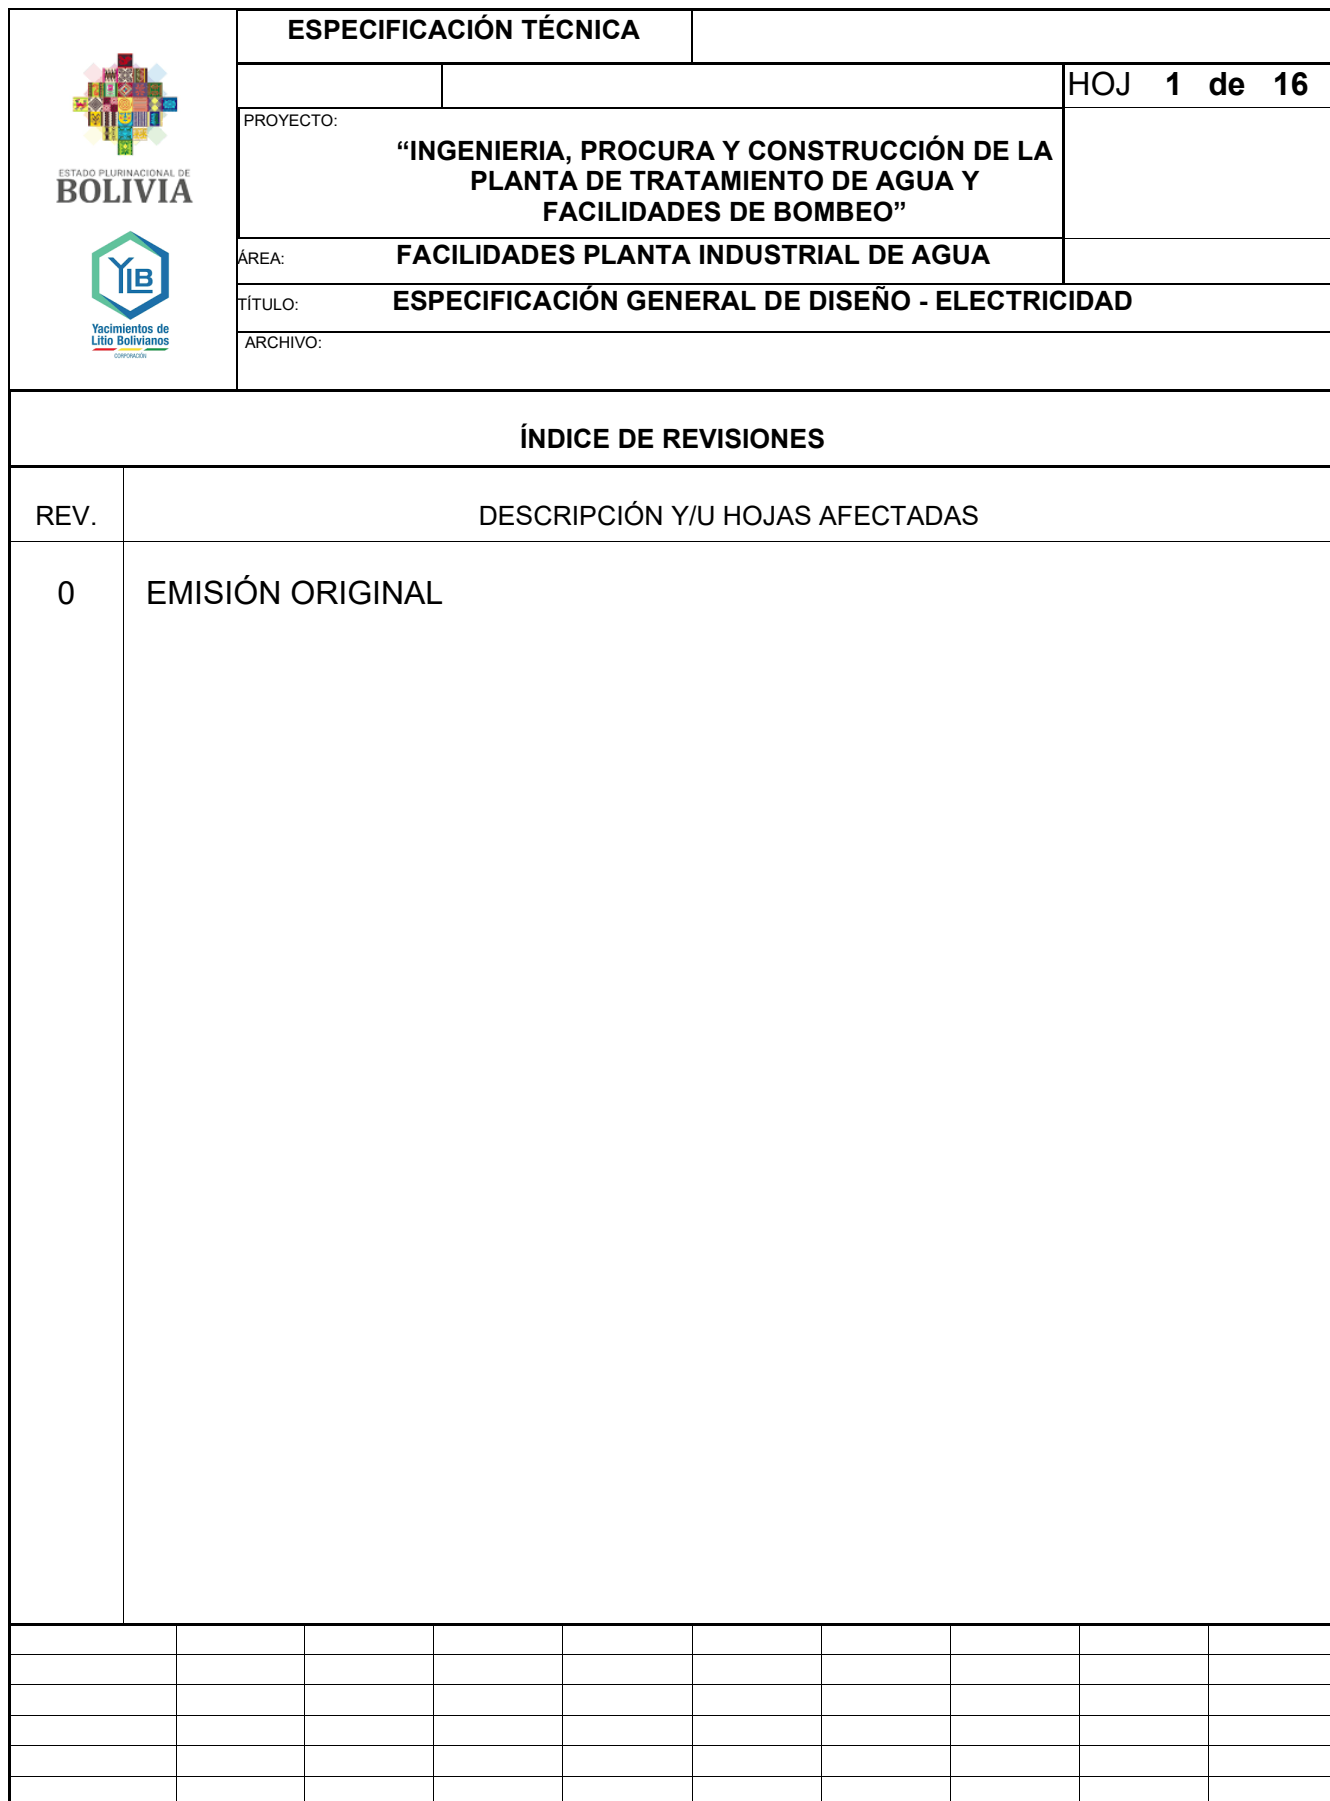 ESPECIFICACIÓN TÉCNICA
HOJ 1 de 16
PROYECTO:
“INGENIERIA, PROCURA Y CONSTRUCCIÓN DE LA
PLANTA DE TRATAMIENTO DE AGUA Y
FACILIDADES DE BOMBEO”
ESTADO PLURINACIONAL DE
BOLIVIA
ÁREA: FACILIDADES PLANTA INDUSTRIAL DE AGUA
YLB
TÍTULO: ESPECIFICACIÓN GENERAL DE DISEÑO - ELECTRICIDAD
Yacimientos de
Litio Bolivianos
CORPORACIÓN
ARCHIVO:
ÍNDICE DE REVISIONES
REV. DESCRIPCIÓN Y/U HOJAS AFECTADAS
0 EMISIÓN ORIGINAL